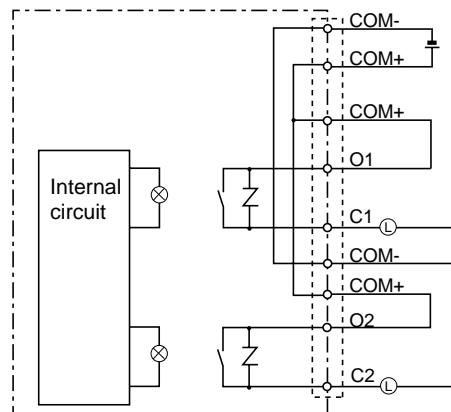 COM-
COM+
COM+
O1
Internal
circuit
C1
L
COM-
COM+
O2
C2
L